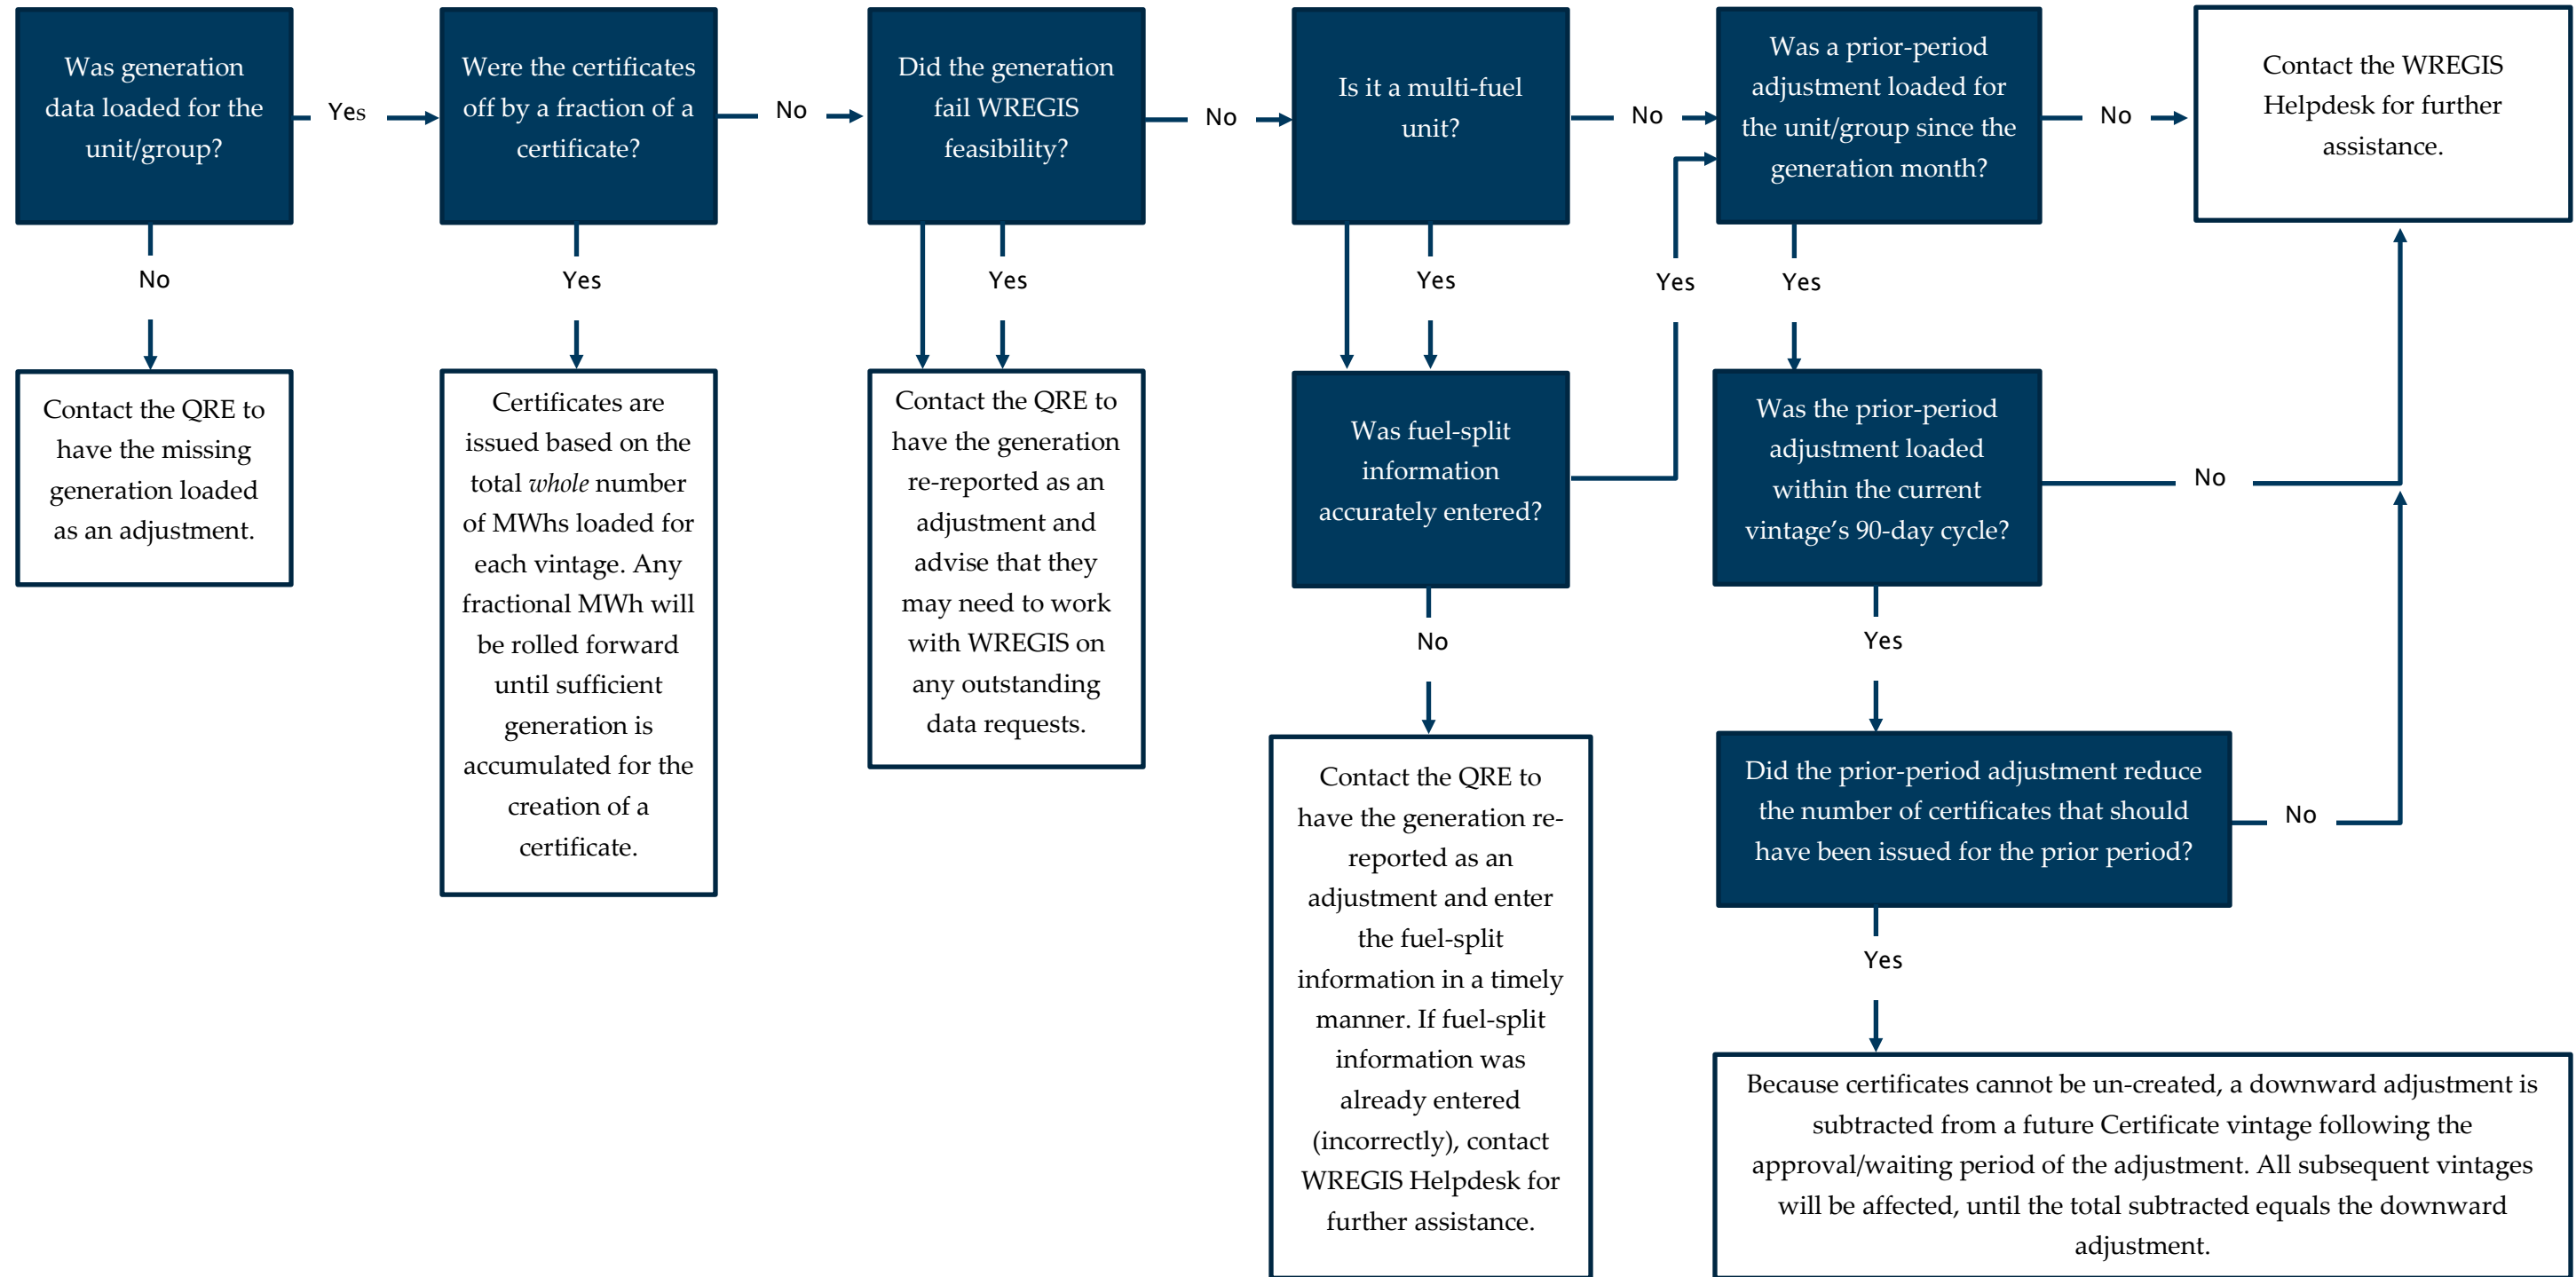 Was generation
data loaded for the
unit/group?
Yes
Were the certificates
off by a fraction of a
certificate?
No
Did the generation
fail WREGIS
feasibility?
No
Is it a multi-fuel
unit?
No
Was a prior-period
adjustment loaded for
the unit/group since the
generation month?
No
Contact the WREGIS
Helpdesk for further
assistance.
No
Yes
Yes
Yes
Yes
Yes
Contact the QRE to
have the missing
generation loaded
as an adjustment.
Certificates are
issued based on the
total whole number
of MWhs loaded for
each vintage. Any
fractional MWh will
be rolled forward
until sufficient
generation is
accumulated for the
creation of a
certificate.
Contact the QRE to
have the generation
re-reported as an
adjustment and
advise that they
may need to work
with WREGIS on
any outstanding
data requests.
Was fuel-split
information
accurately entered?
Was the prior-period
adjustment loaded
within the current
vintage's 90-day cycle?
No
No
Yes
Contact the QRE to
have the generation re-
reported as an
adjustment and enter
the fuel-split
information in a timely
manner. If fuel-split
information was
already entered
(incorrectly), contact
WREGIS Helpdesk for
further assistance.
Did the prior-period adjustment reduce
the number of certificates that should
have been issued for the prior period?
No
Yes
Because certificates cannot be un-created, a downward adjustment is
subtracted from a future Certificate vintage following the
approval/waiting period of the adjustment. All subsequent vintages
will be affected, until the total subtracted equals the downward
adjustment.